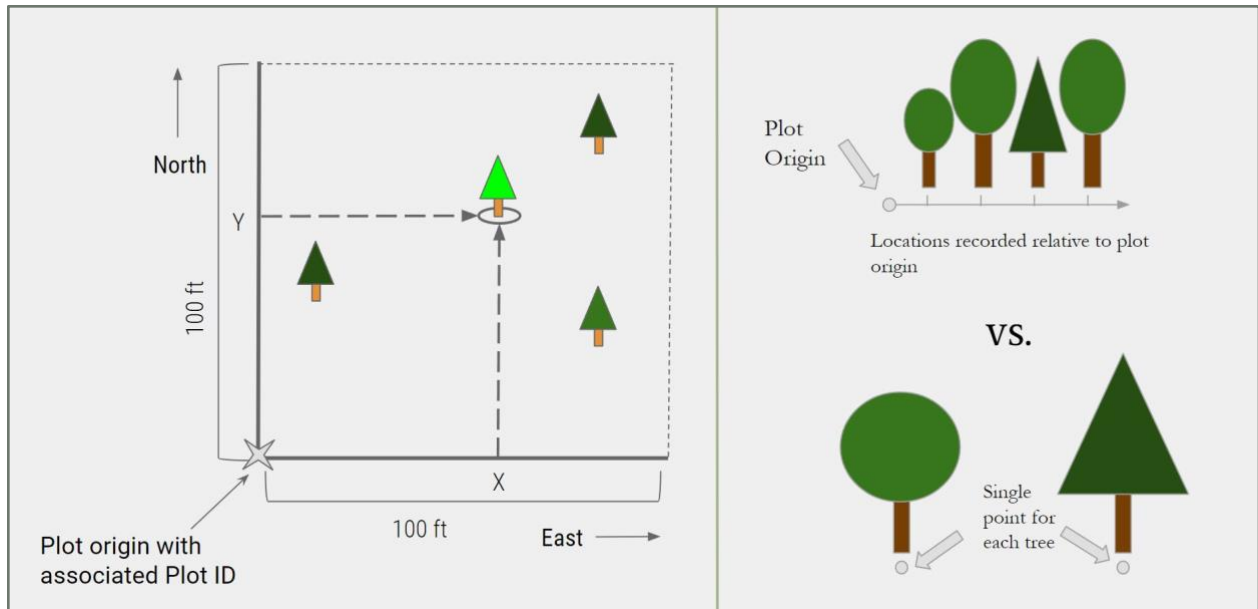 North
Y
100 ft
X
100 ft
East
Plot origin with
associated Plot ID
Plot
Origin
Locations recorded relative to plot
origin
VS.
Single
point for
each tree